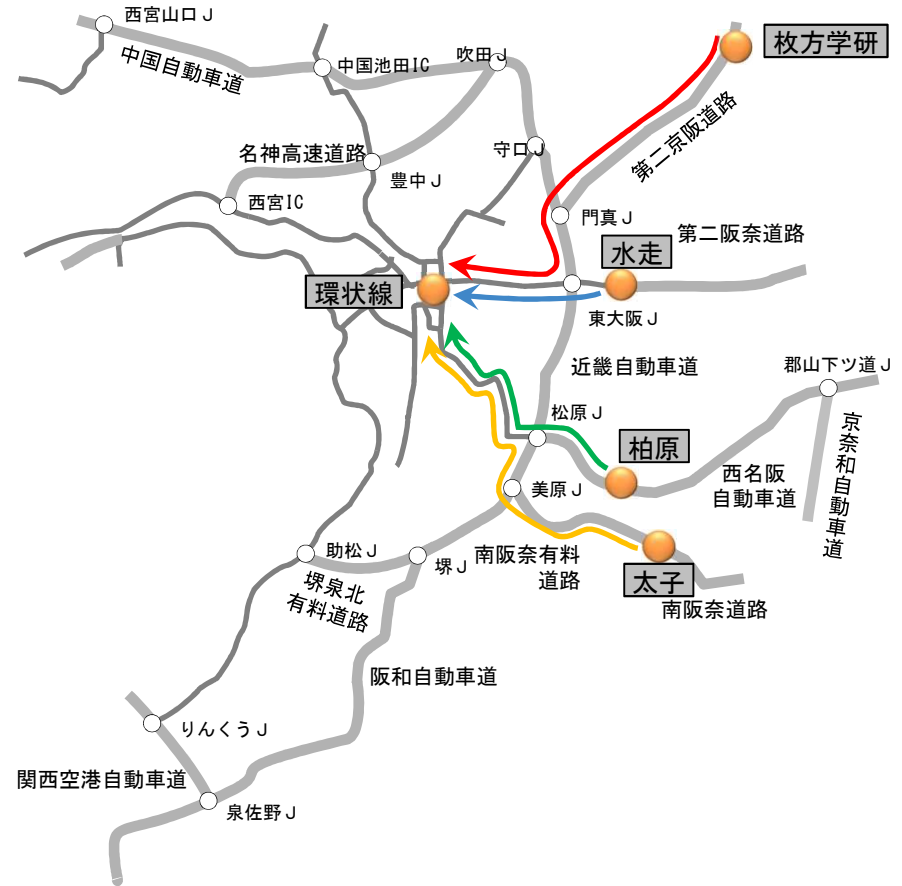 西宮山口J
中国自動車道
中国池田IC
吹田J
枚方学研
第二京阪道路
守口J
名神高速道路
豊中J
西宮IC
門真J
第二阪奈道路
水走
環状線
東大阪J
近畿自動車道
郡山下ツ道J
松原J
京奈和自動車道
柏原
西名阪
自動車道
美原J
助松J
堺J
南阪奈有料
道路
太子
南阪奈道路
堺泉北
有料道路
阪和自動車道
りんくうJ
関西空港自動車道
泉佐野J